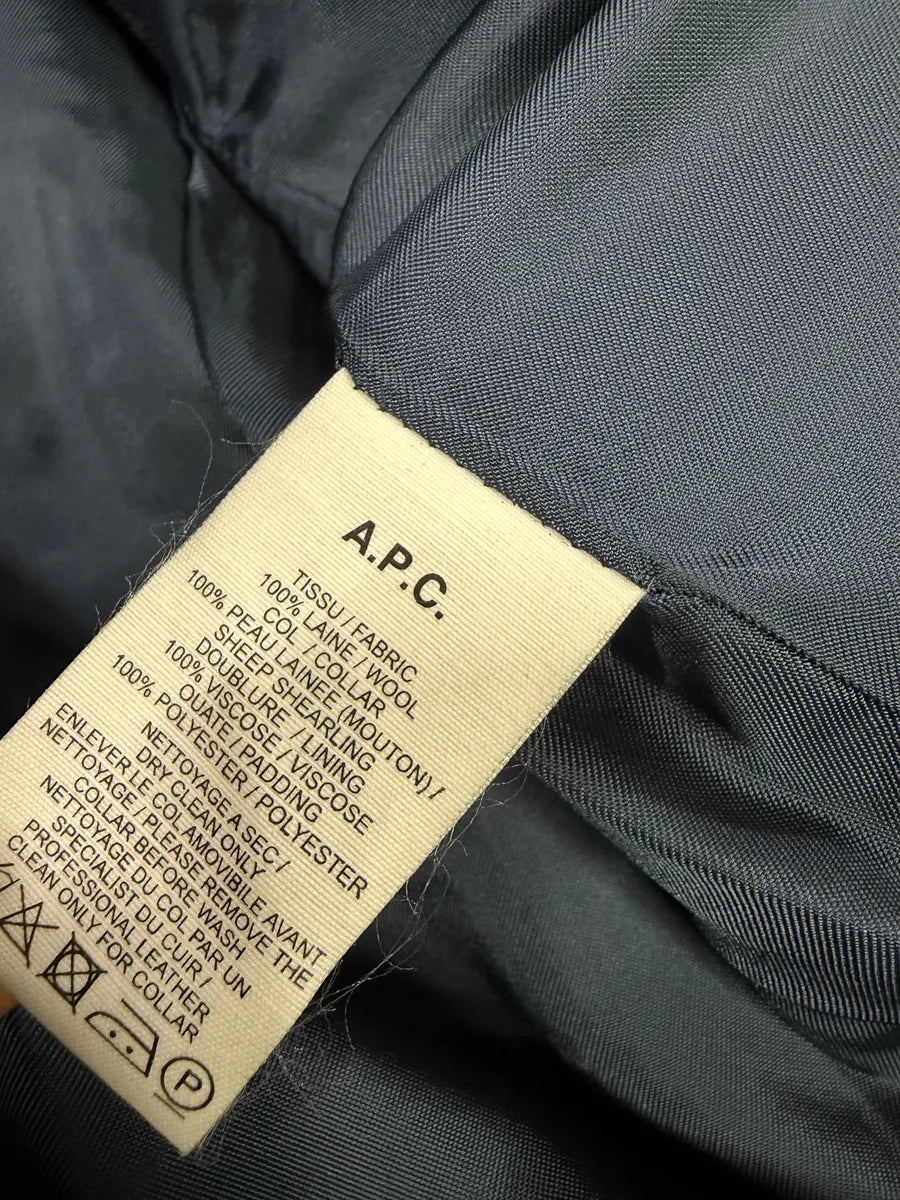 A.P.C.
TISSU / FABRIC
100% LAINE / WOOL
COL / COLLAR
100% PEAU LAINEE (MOUTON) /
SHEEP SHEARLING
DOUBLURE / LINING
100% VISCOSE / VISCOSE
OUATE / PADDING
100% POLYESTER / POLYESTER
NETTOYAGE A SEC /
DRY CLEAN ONLY
ENLEVER LE COL AMOVIBLE AVANT
NETTOYAGE / PLEASE REMOVE THE
COLLAR BEFORE WASH
NETTOYAGE DU COL PAR UN
SPECIALIST DU CUIR /
PROFESSIONAL LEATHER
CLEAN ONLY FOR COLLAR
P